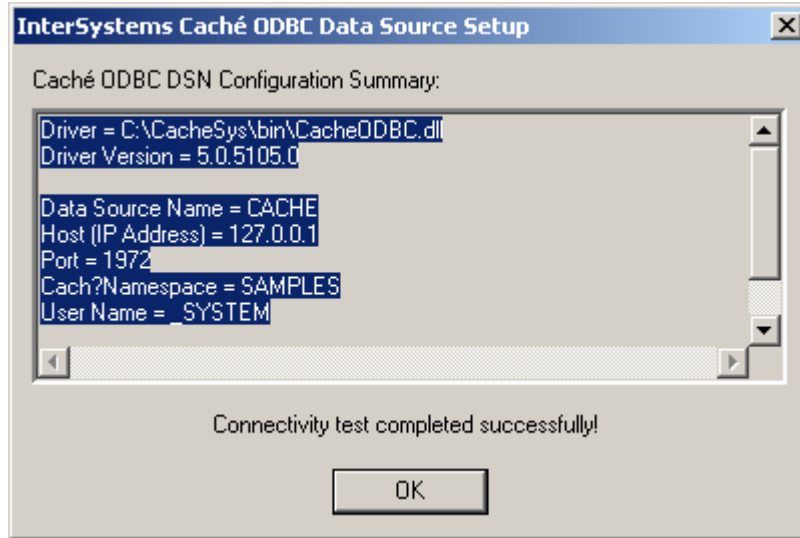 InterSystems Caché ODBC Data Source Setup
Caché ODBC DSN Configuration Summary:
Driver = C:\CacheSys\bin\CacheODBC.dll
Driver Version = 5.0.5105.0
Data Source Name = CACHE
Host (IP Address) = 127.0.0.1
Port = 1972
Cach?Namespace = SAMPLES
User Name = _SYSTEM
Connectivity test completed successfully!
OK